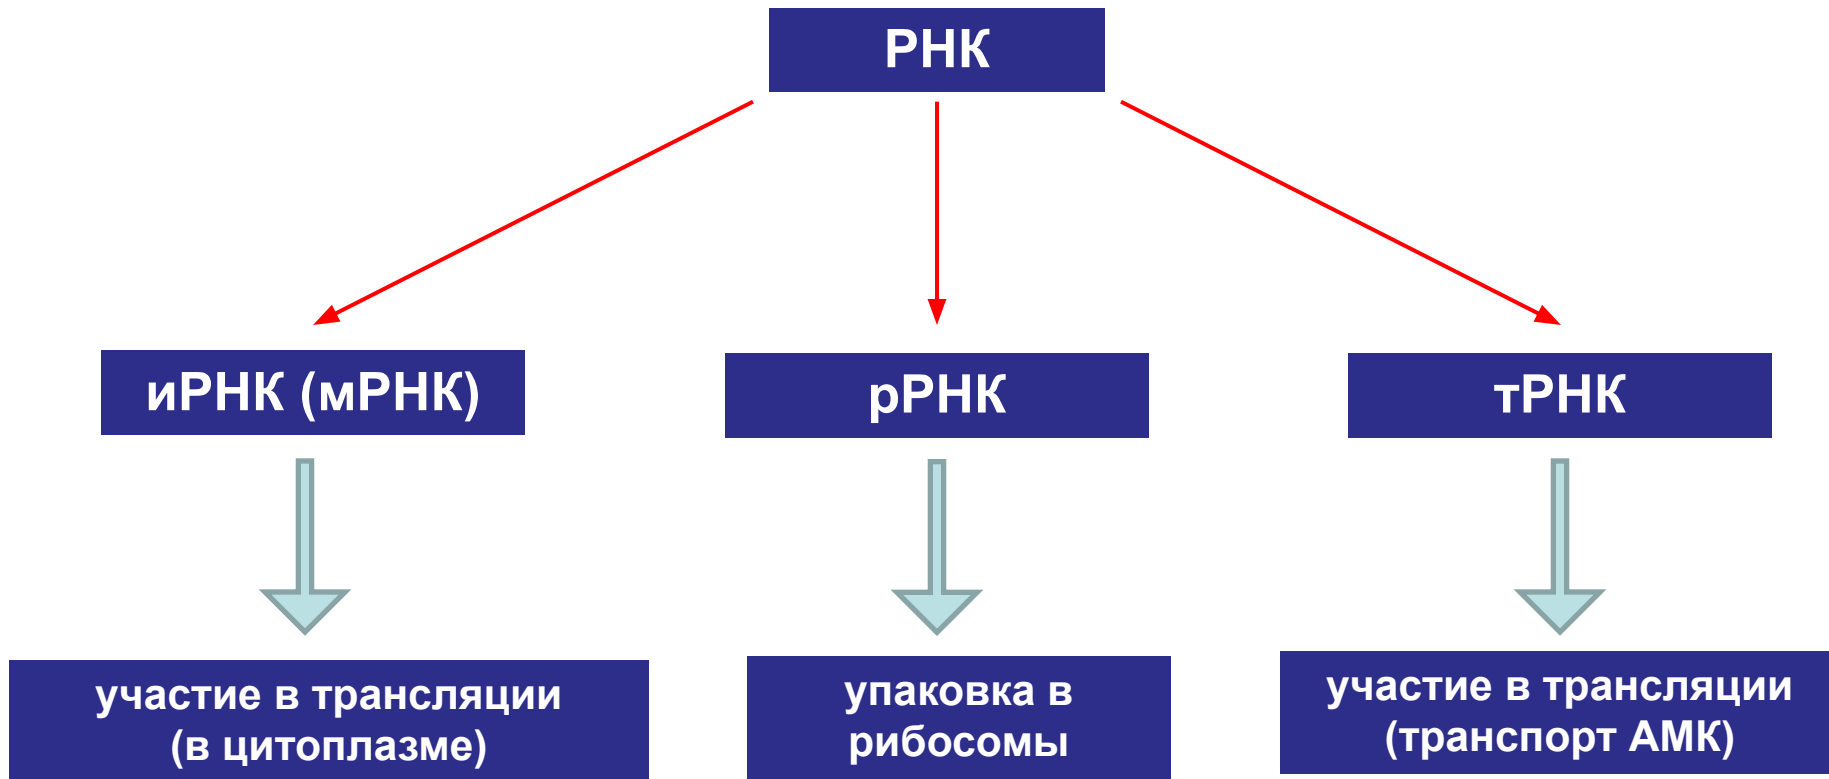 РНК
иРНК (мРНК)
рРНК
тРНК
участие в трансляции
(в цитоплазме)
упаковка в
рибосомы
участие в трансляции
(транспорт АМК)